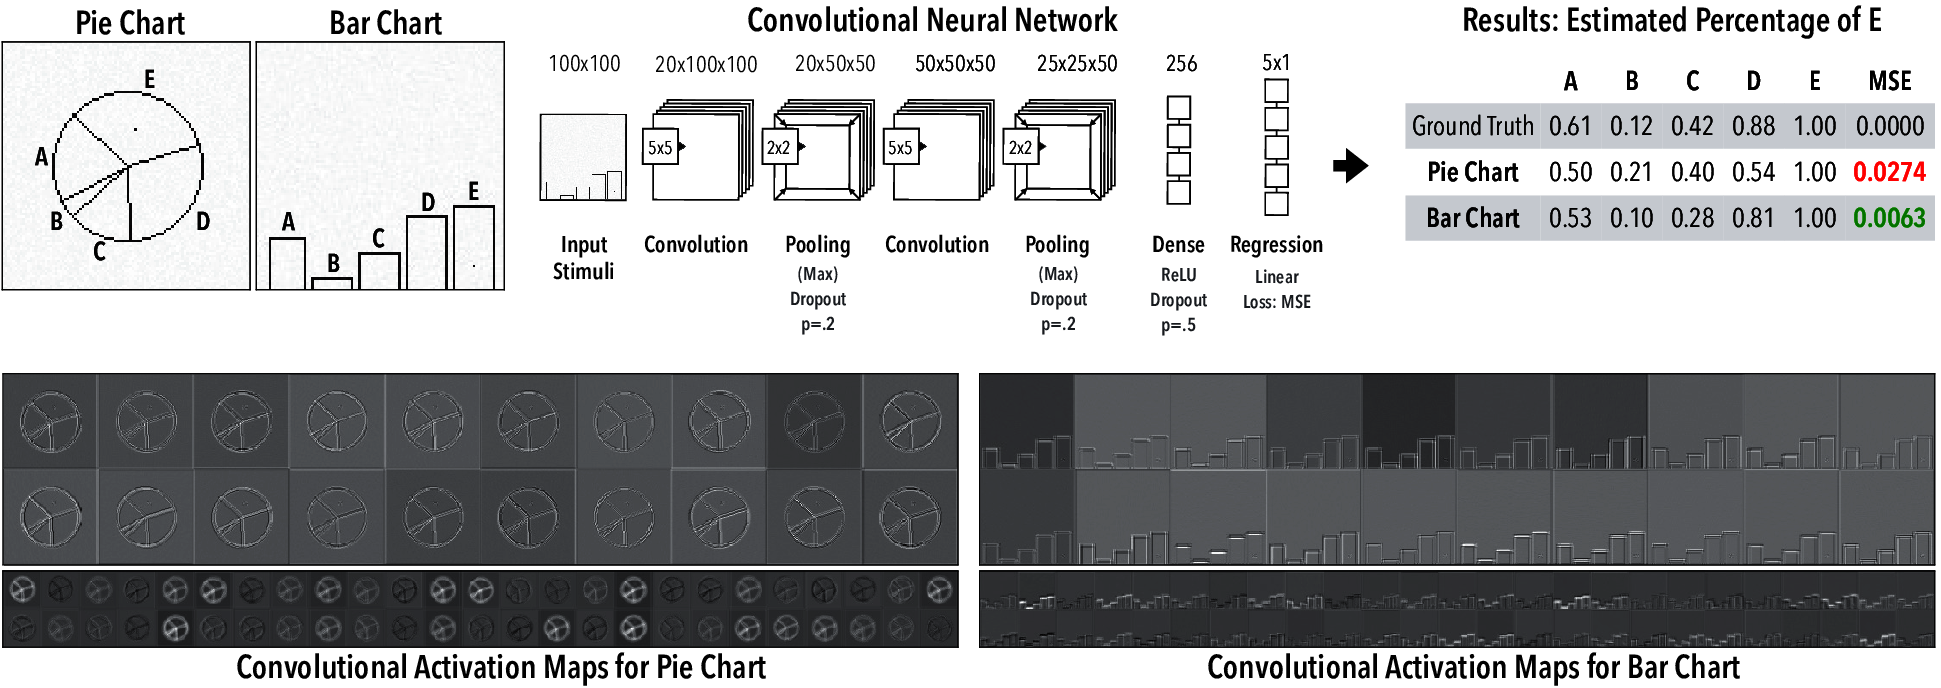 Pie Chart
E
A
B
C
D
Bar Chart
A
B
C
D
E
Convolutional Neural Network
100x100 20x100x100 20x50x50 50x50x50 25x25x50 256 5x1
5x5 2x2 5x5 2x2
Input Stimuli
Convolution
Pooling
(Max)
Dropout
p=.2
Convolution
Pooling
(Max)
Dropout
p=.2
Dense
ReLU
Dropout
p=.5
Regression
Linear
Loss: MSE
Results: Estimated Percentage of E
A B C D E MSE
Ground Truth 0.61 0.12 0.42 0.88 1.00 0.0000
Pie Chart 0.50 0.21 0.40 0.54 1.00 0.0274
Bar Chart 0.53 0.10 0.28 0.81 1.00 0.0063
Convolutional Activation Maps for Pie Chart
Convolutional Activation Maps for Bar Chart